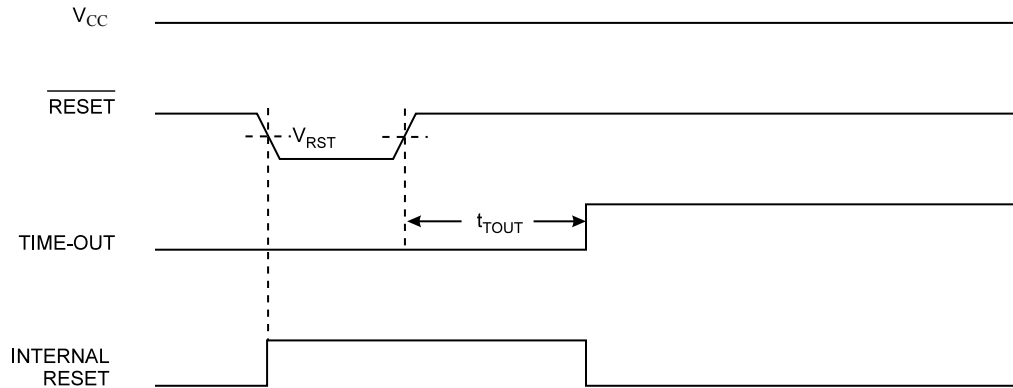 VCC
RESET
VRST
tTOUT
TIME-OUT
INTERNAL
RESET